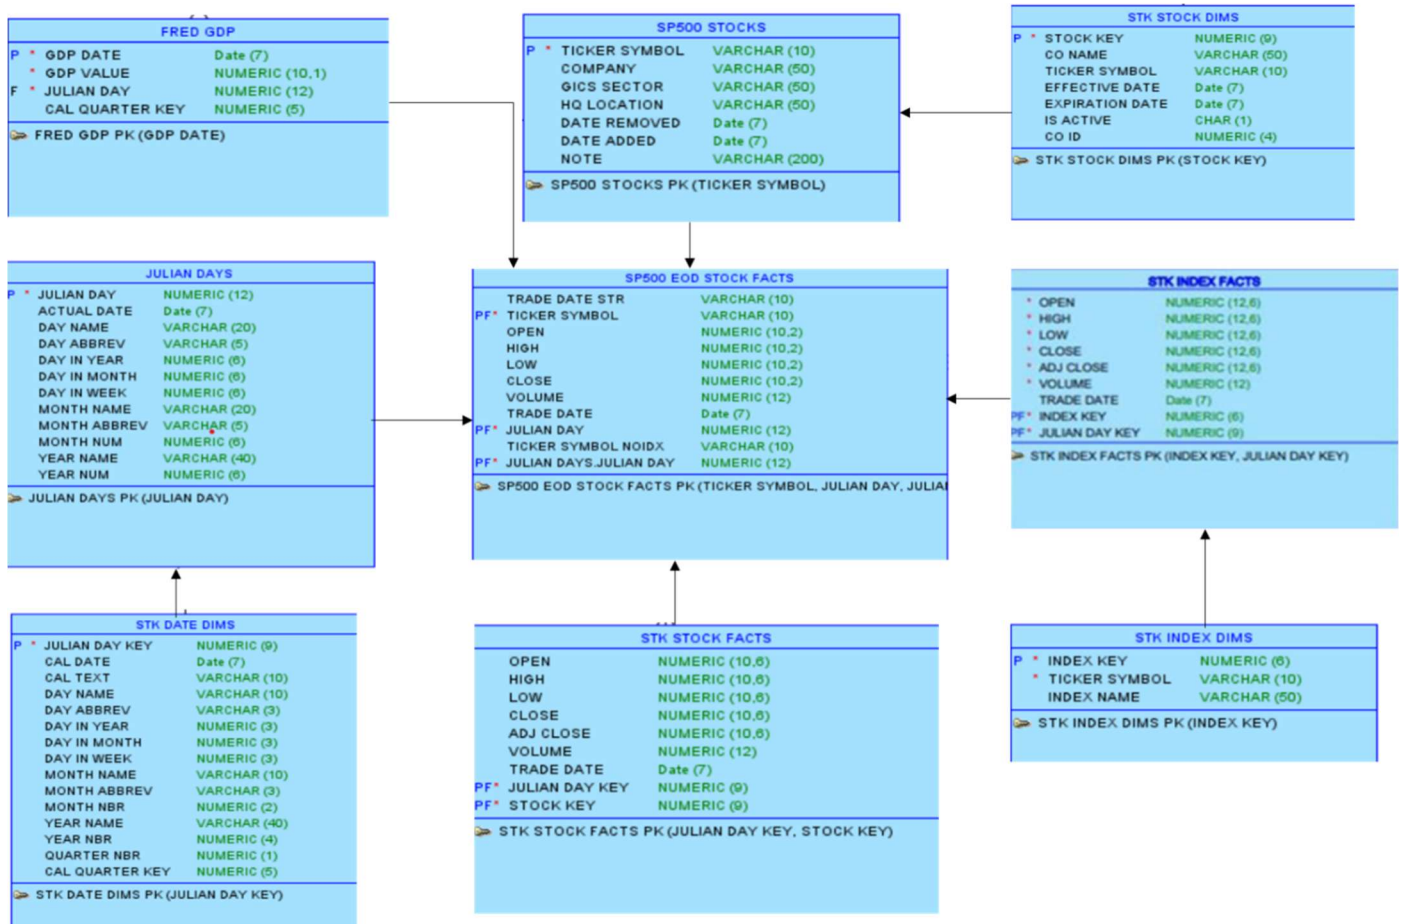 FRED GDP
P * GDP DATE Date (7)
* GDP VALUE NUMERIC (10,1)
F * JULIAN DAY NUMERIC (12)
CAL QUARTER KEY NUMERIC (5)
FRED GDP PK (GDP DATE)
SP500 STOCKS
P * TICKER SYMBOL VARCHAR (10)
COMPANY VARCHAR (50)
GICS SECTOR VARCHAR (50)
HQ LOCATION VARCHAR (50)
DATE REMOVED Date (7)
DATE ADDED Date (7)
NOTE VARCHAR (200)
SP500 STOCKS PK (TICKER SYMBOL)
STK STOCK DIMS
P * STOCK KEY NUMERIC (9)
CO NAME VARCHAR (50)
TICKER SYMBOL VARCHAR (10)
EFFECTIVE DATE Date (7)
EXPIRATION DATE Date (7)
IS ACTIVE CHAR (1)
CO ID NUMERIC (4)
STK STOCK DIMS PK (STOCK KEY)
JULIAN DAYS
P * JULIAN DAY NUMERIC (12)
ACTUAL DATE Date (7)
DAY NAME VARCHAR (20)
DAY ABBREV VARCHAR (5)
DAY IN YEAR NUMERIC (6)
DAY IN MONTH NUMERIC (6)
DAY IN WEEK NUMERIC (6)
MONTH NAME VARCHAR (20)
MONTH ABBREV VARCHAR (5)
MONTH NUM NUMERIC (6)
YEAR NAME VARCHAR (40)
YEAR NUM NUMERIC (6)
JULIAN DAYS PK (JULIAN DAY)
SP500 EOD STOCK FACTS
TRADE DATE STR VARCHAR (10)
PF* TICKER SYMBOL VARCHAR (10)
OPEN NUMERIC (10,2)
HIGH NUMERIC (10,2)
LOW NUMERIC (10,2)
CLOSE NUMERIC (10,2)
VOLUME NUMERIC (12)
TRADE DATE Date (7)
PF* JULIAN DAY NUMERIC (12)
TICKER SYMBOL NOIDX VARCHAR (10)
PF* JULIAN DAYS.JULIAN DAY NUMERIC (12)
SP500 EOD STOCK FACTS PK (TICKER SYMBOL, JULIAN DAY, JULIA
STK INDEX FACTS
* OPEN NUMERIC (12,6)
* HIGH NUMERIC (12,6)
* LOW NUMERIC (12,6)
* CLOSE NUMERIC (12,6)
* ADJ CLOSE NUMERIC (12,6)
* VOLUME NUMERIC (12)
TRADE DATE Date (7)
PF* INDEX KEY NUMERIC (6)
PF* JULIAN DAY KEY NUMERIC (9)
STK INDEX FACTS PK (INDEX KEY, JULIAN DAY KEY)
STK DATE DIMS
P * JULIAN DAY KEY NUMERIC (9)
CAL DATE Date (7)
CAL TEXT VARCHAR (10)
DAY NAME VARCHAR (10)
DAY ABBREV VARCHAR (3)
DAY IN YEAR NUMERIC (3)
DAY IN MONTH NUMERIC (3)
DAY IN WEEK NUMERIC (3)
MONTH NAME VARCHAR (10)
MONTH ABBREV VARCHAR (3)
MONTH NBR NUMERIC (2)
YEAR NAME VARCHAR (40)
YEAR NBR NUMERIC (4)
QUARTER NBR NUMERIC (1)
CAL QUARTER KEY NUMERIC (5)
STK DATE DIMS PK (JULIAN DAY KEY)
STK STOCK FACTS
OPEN NUMERIC (10,6)
HIGH NUMERIC (10,6)
LOW NUMERIC (10,6)
CLOSE NUMERIC (10,6)
ADJ CLOSE NUMERIC (10,6)
VOLUME NUMERIC (12)
TRADE DATE Date (7)
PF* JULIAN DAY KEY NUMERIC (9)
PF* STOCK KEY NUMERIC (9)
STK STOCK FACTS PK (JULIAN DAY KEY, STOCK KEY)
STK INDEX DIMS
P * INDEX KEY NUMERIC (6)
* TICKER SYMBOL VARCHAR (10)
INDEX NAME VARCHAR (50)
STK INDEX DIMS PK (INDEX KEY)